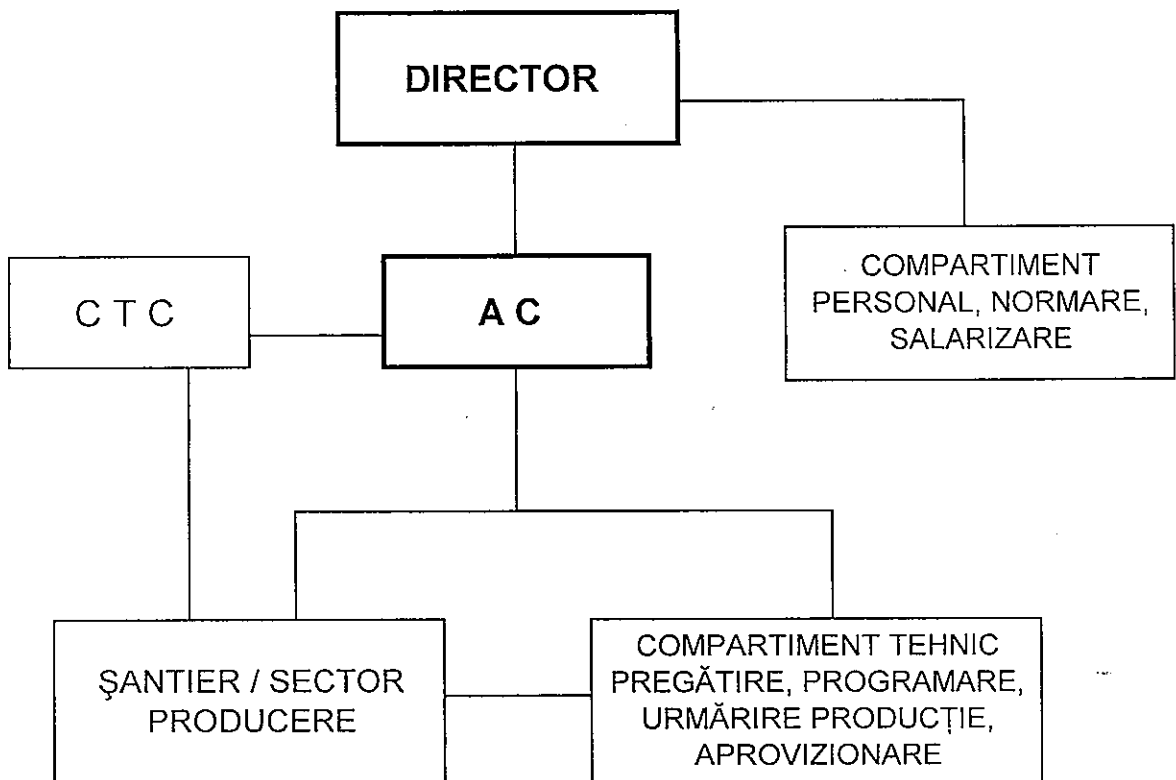 DIRECTOR
COMPARTIMENT
PERSONAL, NORMARE,
SALARIZARE
C T C
A C
ŞANTIER / SECTOR
PRODUCERE
COMPARTIMENT TEHNIC
PREGĂTIRE, PROGRAMARE,
URMĂRIRE PRODUCȚIE,
APROVIZIONARE